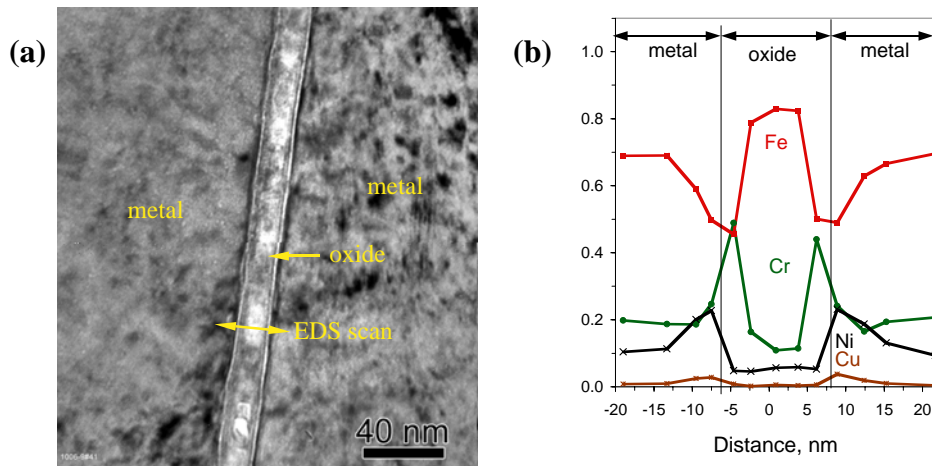 (a)
metal
metal
oxide
EDS scan
40 nm
(b)
metal
oxide
metal
1.0
0.8
0.6
0.4
0.2
0.0
Fe
Cr
Ni
Cu
-20 -15 -10 -5 0 5 10 15 20
Distance, nm